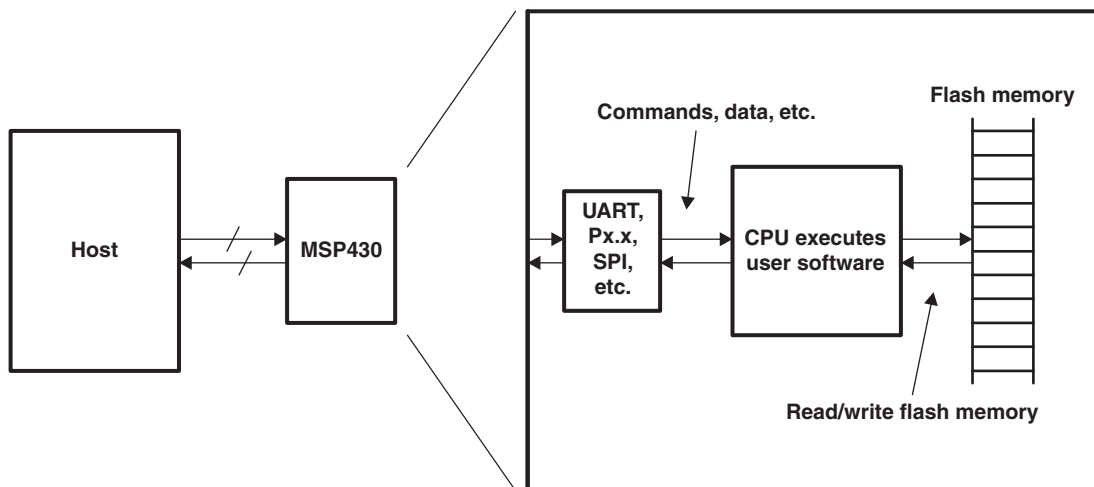 Host
MSP430
Commands, data, etc.
Flash memory
UART,
Px.x,
SPI,
etc.
CPU executes
user software
Read/write flash memory